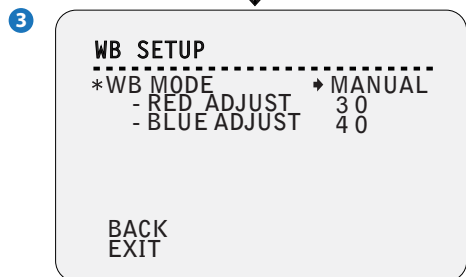 3
WB SETUP
*WB MODE ➧ MANUAL
- RED ADJUST 30
- BLUE ADJUST 40
BACK
EXIT